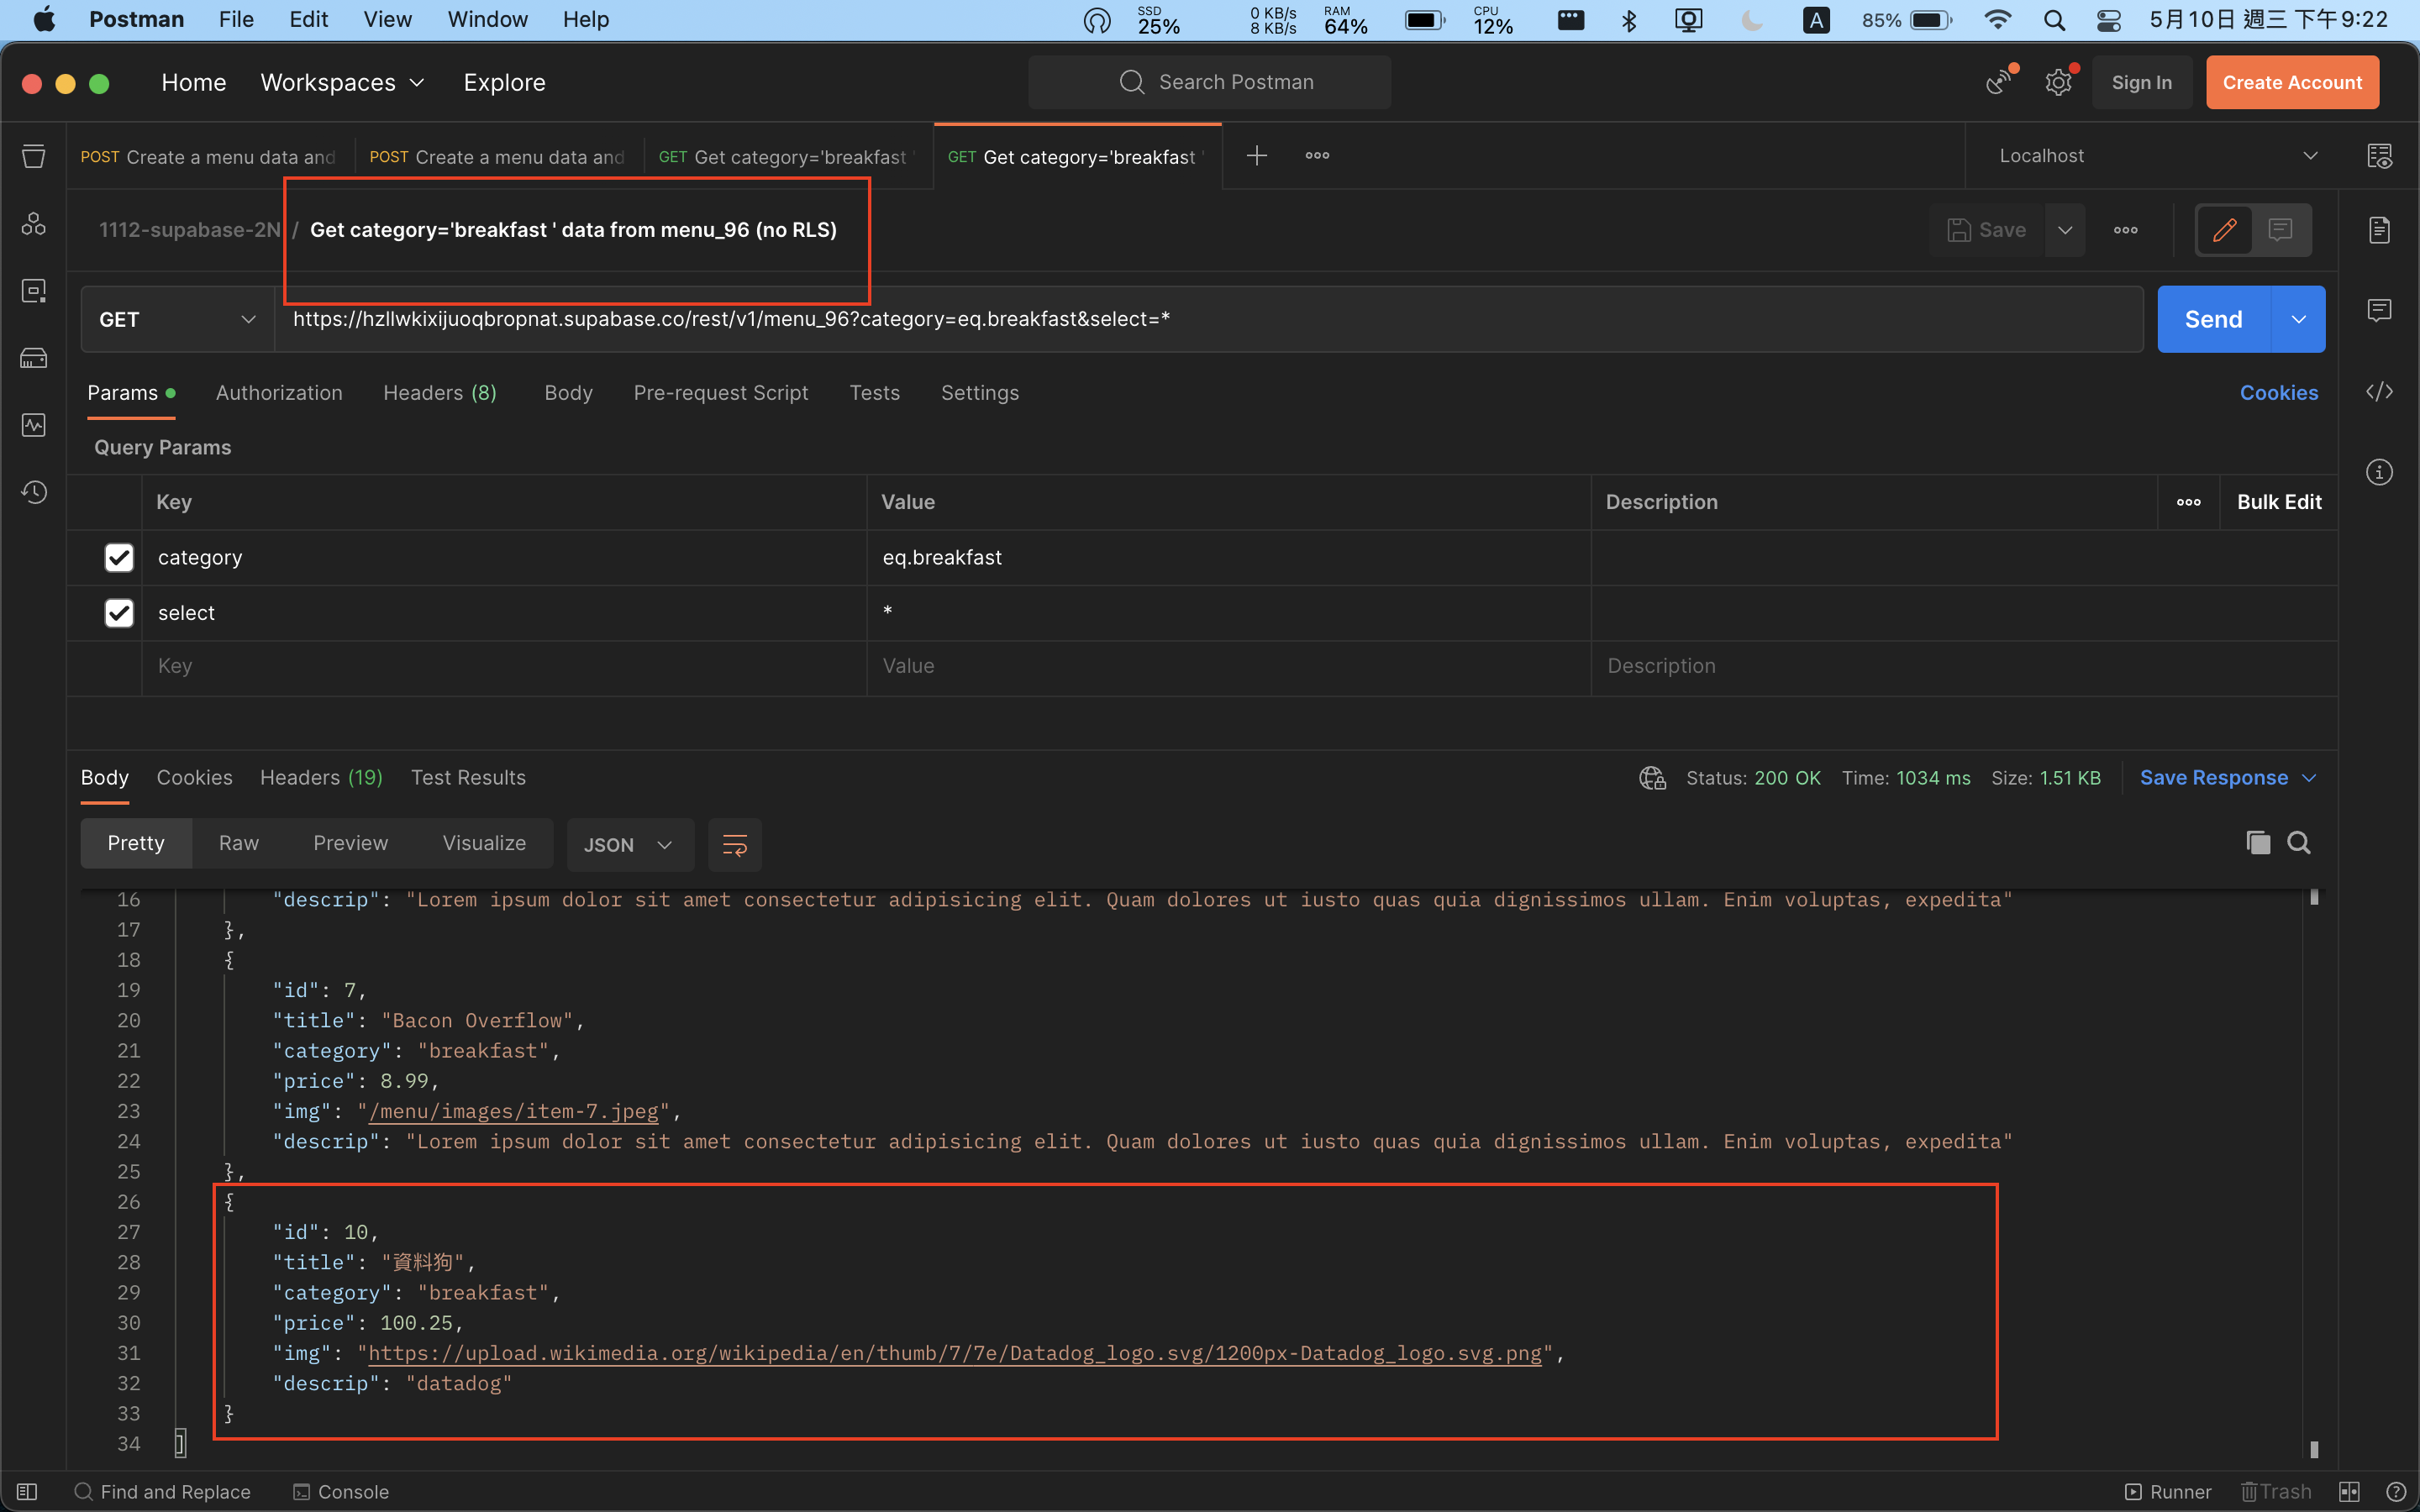 Postman File Edit View Window Help SSD 25% 0 KB/s 8 KB/s RAM 64% CPU 12% A 85% 5月10日 週三 下午9:22
Home Workspaces Explore Search Postman Sign In Create Account
POST Create a menu data and POST Create a menu data and GET Get category='breakfast ' GET Get category='breakfast ' Localhost
1112-supabase-2N / Get category='breakfast ' data from menu_96 (no RLS) Save
GET https://hzllwkixijuoqbropnat.supabase.co/rest/v1/menu_96?category=eq.breakfast&select=* Send
Params Authorization Headers (8) Body Pre-request Script Tests Settings Cookies
Query Params
Key Value Description Bulk Edit
category eq.breakfast
select *
Key Value Description
Body Cookies Headers (19) Test Results Status: 200 OK Time: 1034 ms Size: 1.51 KB Save Response
Pretty Raw Preview Visualize JSON
16 "descrip": "Lorem ipsum dolor sit amet consectetur adipisicing elit. Quam dolores ut iusto quas quia dignissimos ullam. Enim voluptas, expedita"
17 },
18 {
19 "id": 7,
20 "title": "Bacon Overflow",
21 "category": "breakfast",
22 "price": 8.99,
23 "img": "/menu/images/item-7.jpeg",
24 "descrip": "Lorem ipsum dolor sit amet consectetur adipisicing elit. Quam dolores ut iusto quas quia dignissimos ullam. Enim voluptas, expedita"
25 },
26 {
27 "id": 10,
28 "title": "資料狗",
29 "category": "breakfast",
30 "price": 100.25,
31 "img": "https://upload.wikimedia.org/wikipedia/en/thumb/7/7e/Datadog_logo.svg/1200px-Datadog_logo.svg.png",
32 "descrip": "datadog"
33 }
34 ]
Find and Replace Console Runner Trash